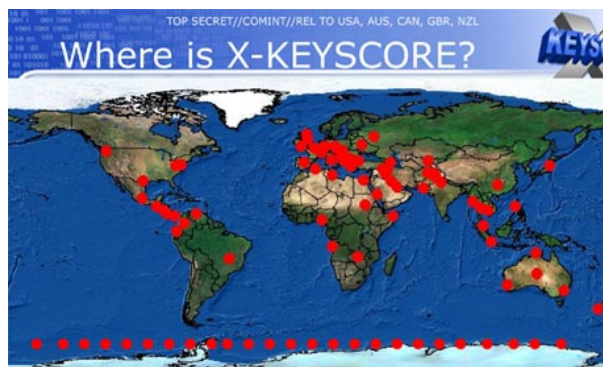 TOP SECRET//COMINT//REL TO USA, AUS, CAN, GBR, NZL
Where is X-KEYSCORE?